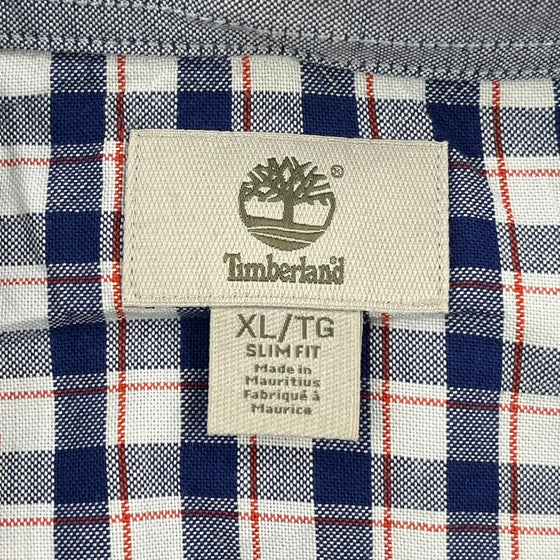 ®
Timberland®
XL/TG
SLIM FIT
Made in
Mauritius
Fabriqué à
Maurice